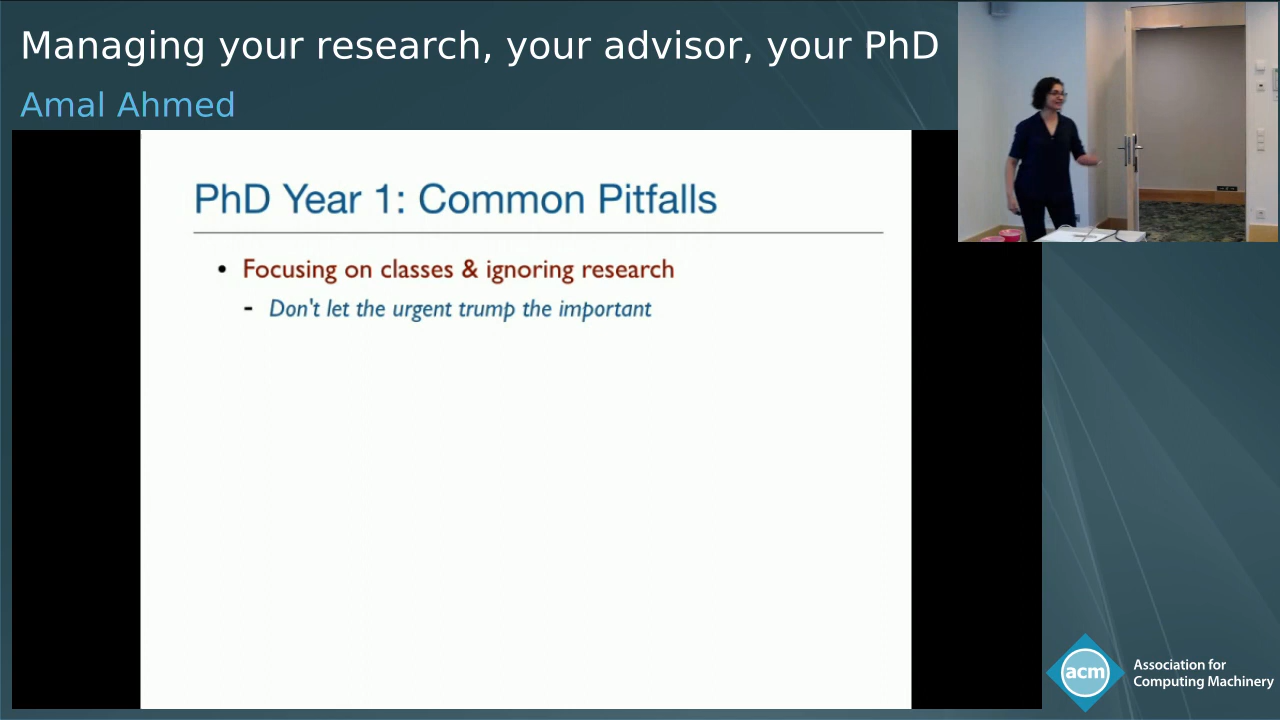 Managing your research, your advisor, your PhD
Amal Ahmed
PhD Year 1: Common Pitfalls
• Focusing on classes & ignoring research
- Don't let the urgent trump the important
acm
Association for
Computing Machinery